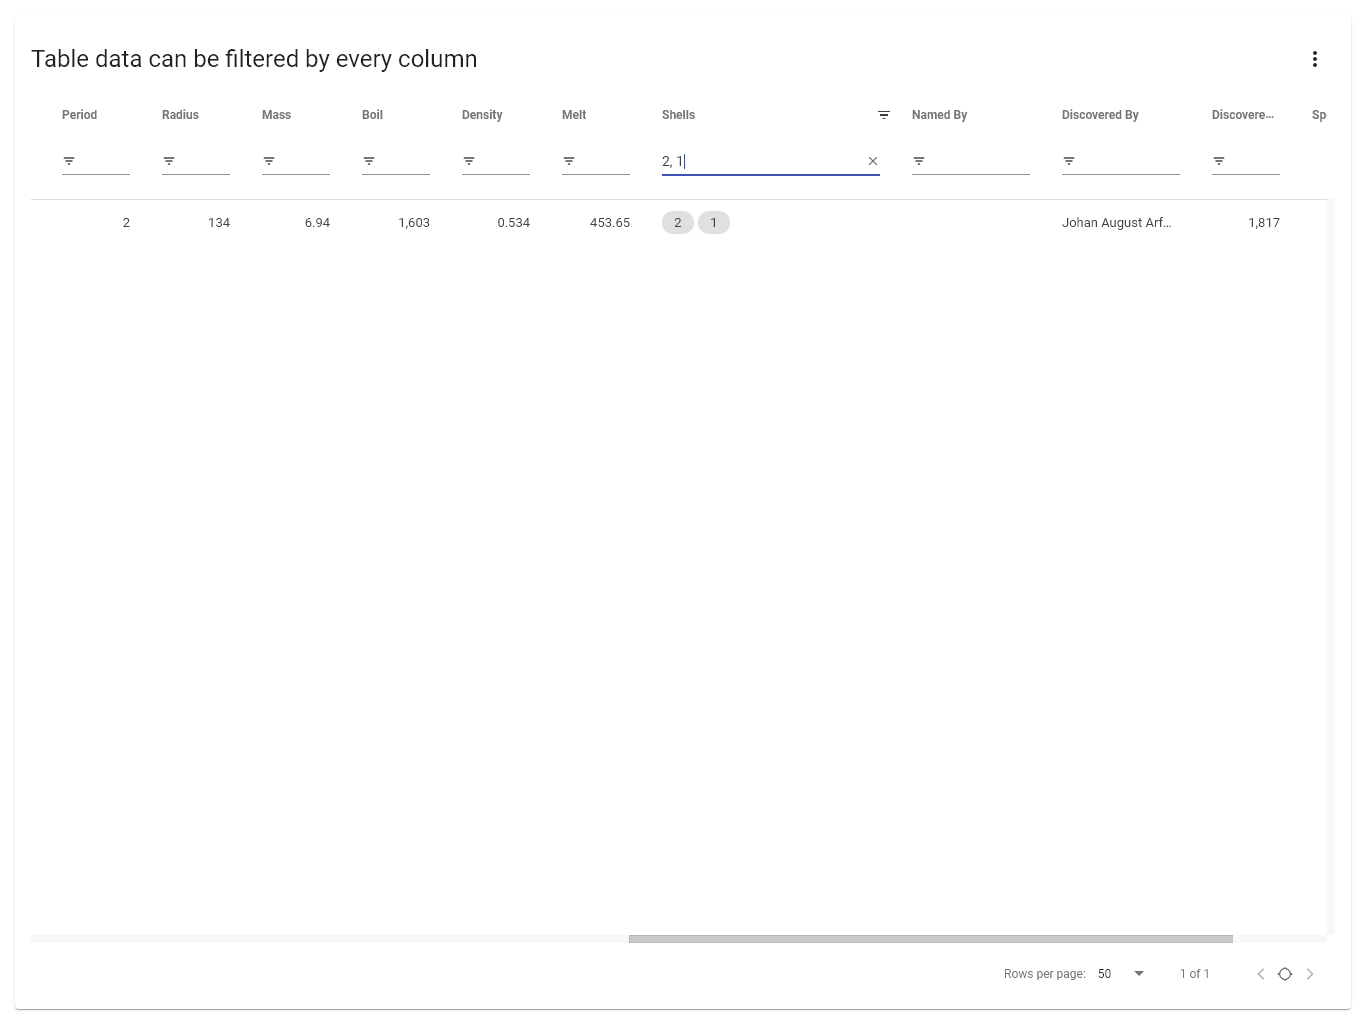 Table data can be filtered by every column
Period Radius Mass Boil Density Melt Shells Named By Discovered By Discovere… Sp
2, 1
2 134 6.94 1,603 0.534 453.65 2 1 Johan August Arf… 1,817
Rows per page: 50 1 of 1